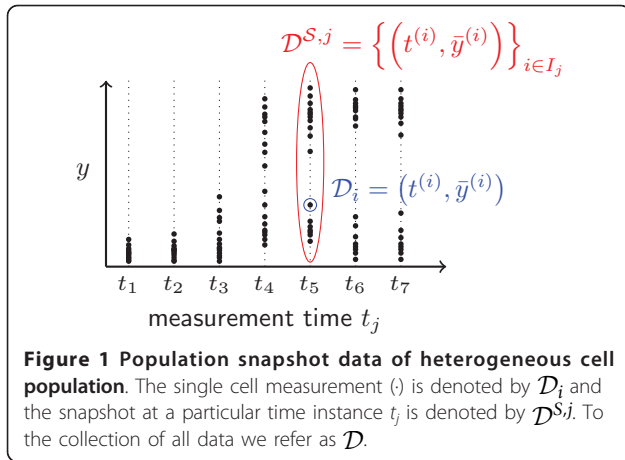 𝒟^{𝒮,j} = {(t^{(i)}, ȳ^{(i)})}_{i∈I_j}
y
𝒟_i = (t^{(i)}, ȳ^{(i)})
t_1 t_2 t_3 t_4 t_5 t_6 t_7
measurement time t_j
Figure 1 Population snapshot data of heterogeneous cell
population. The single cell measurement (·) is denoted by 𝒟_i and
the snapshot at a particular time instance t_j is denoted by 𝒟^{𝒮,j}. To
the collection of all data we refer as 𝒟.